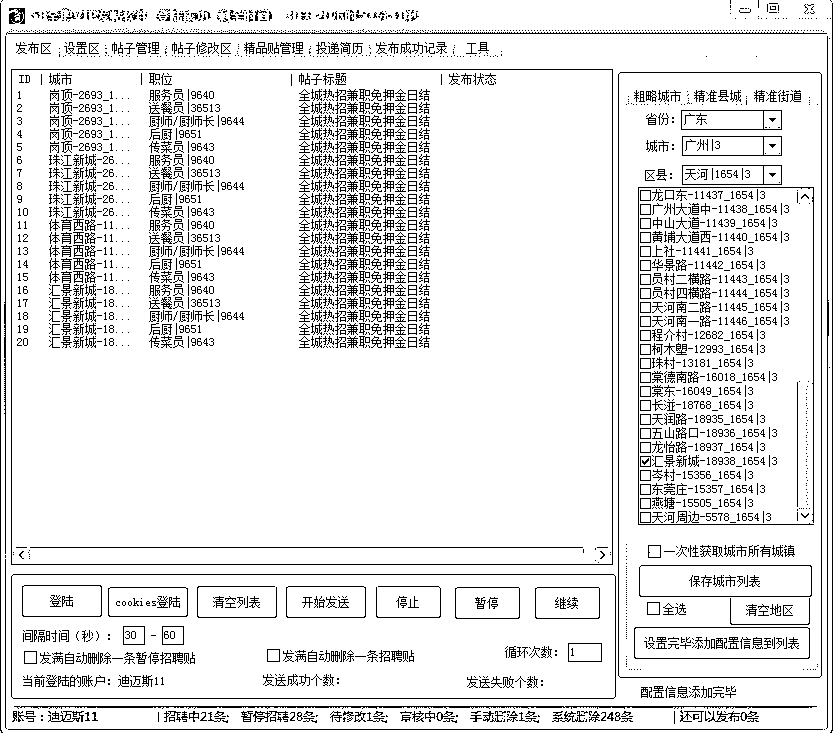 发布区 设置区 帖子管理 帖子修改区 精品贴管理 投递简历 发布成功记录 工具
ID 城市 职位 帖子标题 发布状态
1 岗顶-2693_1... 服务员|9640 全城热招兼职免押金日结
2 岗顶-2693_1... 送餐员|36513 全城热招兼职免押金日结
3 岗顶-2693_1... 厨师/厨师长|9644 全城热招兼职免押金日结
4 岗顶-2693_1... 后厨|9651 全城热招兼职免押金日结
5 岗顶-2693_1... 传菜员|9643 全城热招兼职免押金日结
6 珠江新城-26... 服务员|9640 全城热招兼职免押金日结
7 珠江新城-26... 送餐员|36513 全城热招兼职免押金日结
8 珠江新城-26... 厨师/厨师长|9644 全城热招兼职免押金日结
9 珠江新城-26... 后厨|9651 全城热招兼职免押金日结
10 珠江新城-26... 传菜员|9643 全城热招兼职免押金日结
11 体育西路-11... 服务员|9640 全城热招兼职免押金日结
12 体育西路-11... 送餐员|36513 全城热招兼职免押金日结
13 体育西路-11... 厨师/厨师长|9644 全城热招兼职免押金日结
14 体育西路-11... 后厨|9651 全城热招兼职免押金日结
15 体育西路-11... 传菜员|9643 全城热招兼职免押金日结
16 汇景新城-18... 服务员|9640 全城热招兼职免押金日结
17 汇景新城-18... 送餐员|36513 全城热招兼职免押金日结
18 汇景新城-18... 厨师/厨师长|9644 全城热招兼职免押金日结
19 汇景新城-18... 后厨|9651 全城热招兼职免押金日结
20 汇景新城-18... 传菜员|9643 全城热招兼职免押金日结
粗略城市 精准县城 精准街道
省份: 广东
城市: 广州|3
区县: 天河|1654|3
龙口东-11437_1654|3
广州大道中-11438_1654|3
中山大道-11439_1654|3
黄埔大道西-11440_1654|3
上社-11441_1654|3
华景路-11442_1654|3
员村二横路-11443_1654|3
员村四横路-11444_1654|3
天河南二路-11445_1654|3
天河南一路-11446_1654|3
程介村-12682_1654|3
柯木塱-12993_1654|3
珠村-13181_1654|3
棠德南路-16018_1654|3
棠东-16049_1654|3
长湴-18768_1654|3
天润路-18935_1654|3
五山路口-18936_1654|3
龙怡路-18937_1654|3
汇景新城-18938_1654|3
岑村-15356_1654|3
东莞庄-15357_1654|3
燕塘-15505_1654|3
天河周边-5578_1654|3
一次性获取城市所有城镇
保存城市列表
全选 清空地区
设置完毕添加配置信息到列表
配置信息添加完毕
登陆 cookies登陆 清空列表 开始发送 停止 暂停 继续
间隔时间（秒）: 30 - 60
循环次数: 1
发满自动删除一条暂停招聘贴 发满自动删除一条招聘贴
当前登陆的账户: 迪迈斯11 发送成功个数: 发送失败个数:
账号:迪迈斯11 招聘中21条; 暂停招聘28条; 待修改1条; 审核中0条; 手动删除1条; 系统删除248条 还可以发布0条